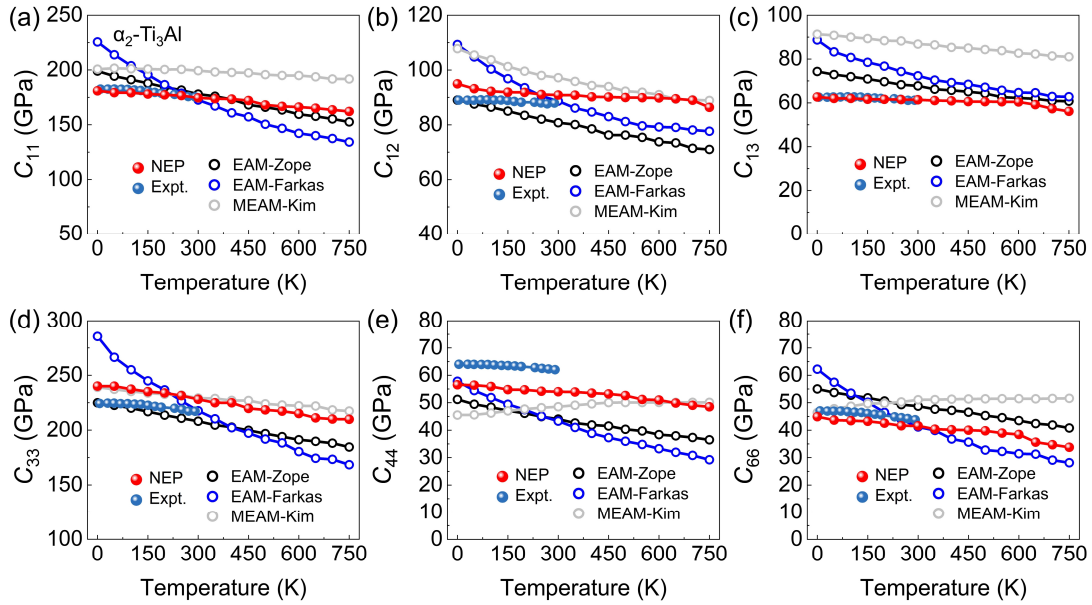 (a)
α₂-Ti₃Al
C₁₁ (GPa)
250
200
150
100
50
NEP
Expt.
EAM-Zope
EAM-Farkas
MEAM-Kim
0 150 300 450 600 750
Temperature (K)
(b)
C₁₂ (GPa)
120
100
80
60
40
NEP
Expt.
EAM-Zope
EAM-Farkas
MEAM-Kim
0 150 300 450 600 750
Temperature (K)
(c)
C₁₃ (GPa)
100
80
60
40
20
0
NEP
Expt.
EAM-Zope
EAM-Farkas
MEAM-Kim
0 150 300 450 600 750
Temperature (K)
(d)
C₃₃ (GPa)
300
250
200
150
100
NEP
Expt.
EAM-Zope
EAM-Farkas
MEAM-Kim
0 150 300 450 600 750
Temperature (K)
(e)
C₄₄ (GPa)
80
70
60
50
40
30
20
10
0
NEP
Expt.
EAM-Zope
EAM-Farkas
MEAM-Kim
0 150 300 450 600 750
Temperature (K)
(f)
C₆₆ (GPa)
80
70
60
50
40
30
20
10
0
NEP
Expt.
EAM-Zope
EAM-Farkas
MEAM-Kim
0 150 300 450 600 750
Temperature (K)